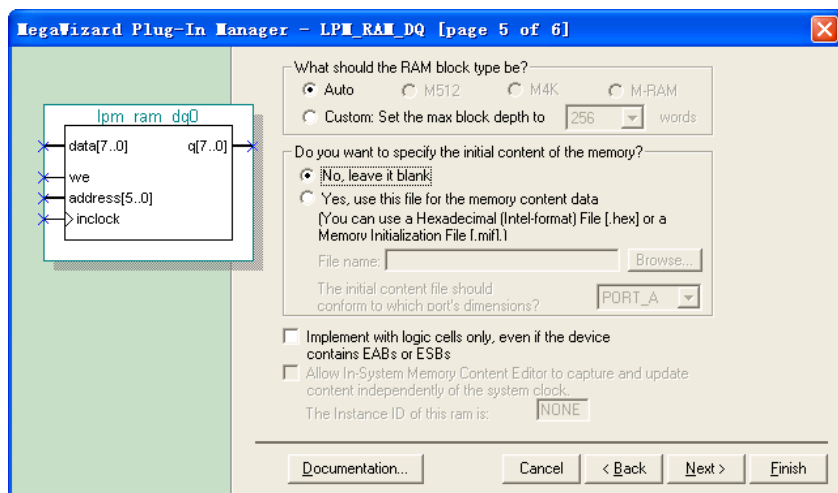 MegaWizard Plug-In Manager - LPM_RAM_DQ [page 5 of 6]
lpm_ram_dq0
data[7..0] q[7..0]
we
address[5..0]
inclock
What should the RAM block type be?
Auto M512 M4K M-RAM
Custom: Set the max block depth to 256 words
Do you want to specify the initial content of the memory?
No, leave it blank
Yes, use this file for the memory content data
(You can use a Hexadecimal (Intel-format) File [.hex] or a
Memory Initialization File [.mif].)
File name: Browse...
The initial content file should
conform to which port's dimensions? PORT_A
Implement with logic cells only, even if the device
contains EABs or ESBs
Allow In-System Memory Content Editor to capture and update
content independently of the system clock.
The Instance ID of this ram is: NONE
Documentation... Cancel < Back Next > Finish